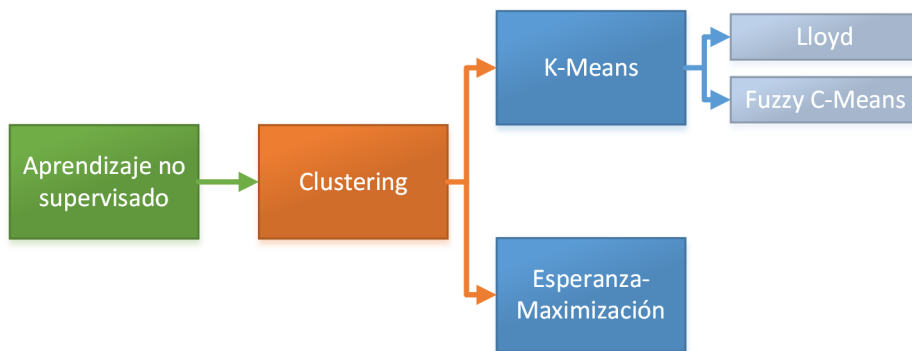 Aprendizaje no
supervisado
Clustering
K-Means
Lloyd
Fuzzy C-Means
Esperanza-
Maximización